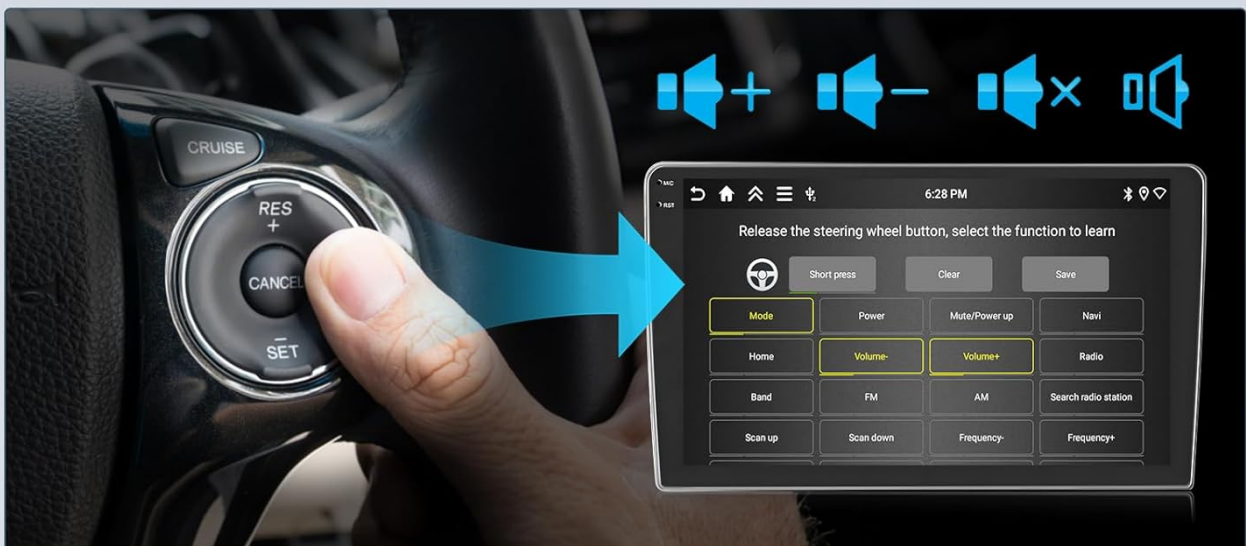 CRUISE
RES
+
CANCEL
−
SET
MIC
RST
6:28 PM
Release the steering wheel button, select the function to learn
Short press Clear Save
Mode Power Mute/Power up Navi
Home Volume- Volume+ Radio
Band FM AM Search radio station
Scan up Scan down Frequency- Frequency+